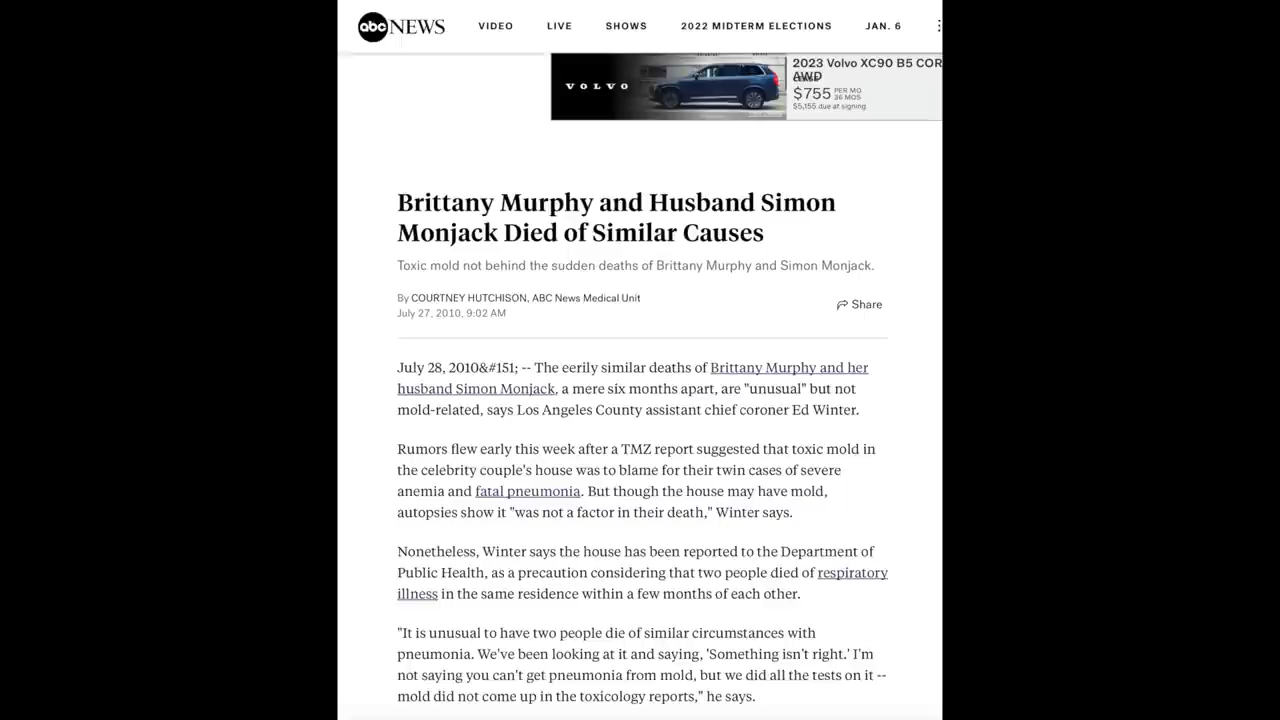 abc NEWS VIDEO LIVE SHOWS 2022 MIDTERM ELECTIONS JAN. 6
VOLVO
2023 Volvo XC90 B5 COR
AWD
$755 PER MO
36 MOS
$5,155 due at signing
Brittany Murphy and Husband Simon
Monjack Died of Similar Causes
Toxic mold not behind the sudden deaths of Brittany Murphy and Simon Monjack.
By COURTNEY HUTCHISON, ABC News Medical Unit
July 27, 2010, 9:02 AM
Share
July 28, 2010&#151; -- The eerily similar deaths of Brittany Murphy and her
husband Simon Monjack, a mere six months apart, are "unusual" but not
mold-related, says Los Angeles County assistant chief coroner Ed Winter.
Rumors flew early this week after a TMZ report suggested that toxic mold in
the celebrity couple's house was to blame for their twin cases of severe
anemia and fatal pneumonia. But though the house may have mold,
autopsies show it "was not a factor in their death," Winter says.
Nonetheless, Winter says the house has been reported to the Department of
Public Health, as a precaution considering that two people died of respiratory
illness in the same residence within a few months of each other.
"It is unusual to have two people die of similar circumstances with
pneumonia. We've been looking at it and saying, 'Something isn't right.' I'm
not saying you can't get pneumonia from mold, but we did all the tests on it --
mold did not come up in the toxicology reports," he says.